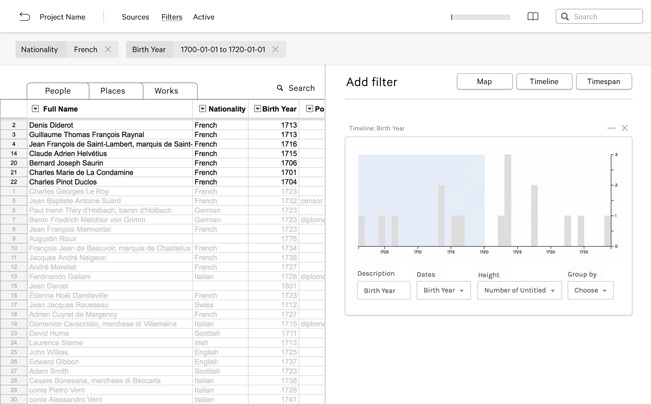 Project Name Sources Filters Active Search
Nationality French Birth Year 1700-01-01 to 1720-01-01
People Places Works Search
Full Name Nationality Birth Year Po
2 Denis Diderot French 1713
3 Guillaume Thomas François Raynal French 1713
4 Jean François de Saint-Lambert, marquis de Saint- French 1716
14 Claude Adrien Helvétius French 1715
20 Bernard Joseph Saurin French 1706
21 Charles Marie de La Condamine French 1701
22 Charles Pinot Duclos French 1704
1 Charles Georges Le Roy French 1723
5 Jean Baptiste Antoine Suard French 1732 censor
6 Paul Henri Thiry d'Holbach, baron d'Holbach German 1723
7 Baron Friedrich Melchior von Grimm German 1723 diploma
8 Jean François Marmontel French 1723
9 Augustin Roux 1776
10 François Jean de Beauvoir, marquis de Chastellux French 1734
11 Jacques André Naigeon French 1738
12 André Morellet French 1727
13 Ferdinando Galiani Italian 1728 diploma
15 Jean Darcet 1801
16 Étienne Noël Damilaville French 1723
17 Jean Jacques Rousseau Swiss 1712
18 Adrien Cuyret de Margency French 1727
19 Domenico Caracciolo, marchese di Villamaina Italian 1715 diploma
23 David Hume Scottish 1711
24 Laurence Sterne Irish 1713
25 John Wilkes English 1725
26 Edward Gibbon English 1737
27 Adam Smith Scottish 1723
28 Cesare Bonesana, marchese di Beccaria Italian 1738
29 conte Pietro Verri Italian 1728
30 conte Alessandro Verri Italian 1741
Add filter Map Timeline Timespan
Timeline: Birth Year
3
2
1
0
1705 1710 1715 1720 1725 1730 1735
Description Dates Height Group by
Birth Year Birth Year Number of Untitled Choose